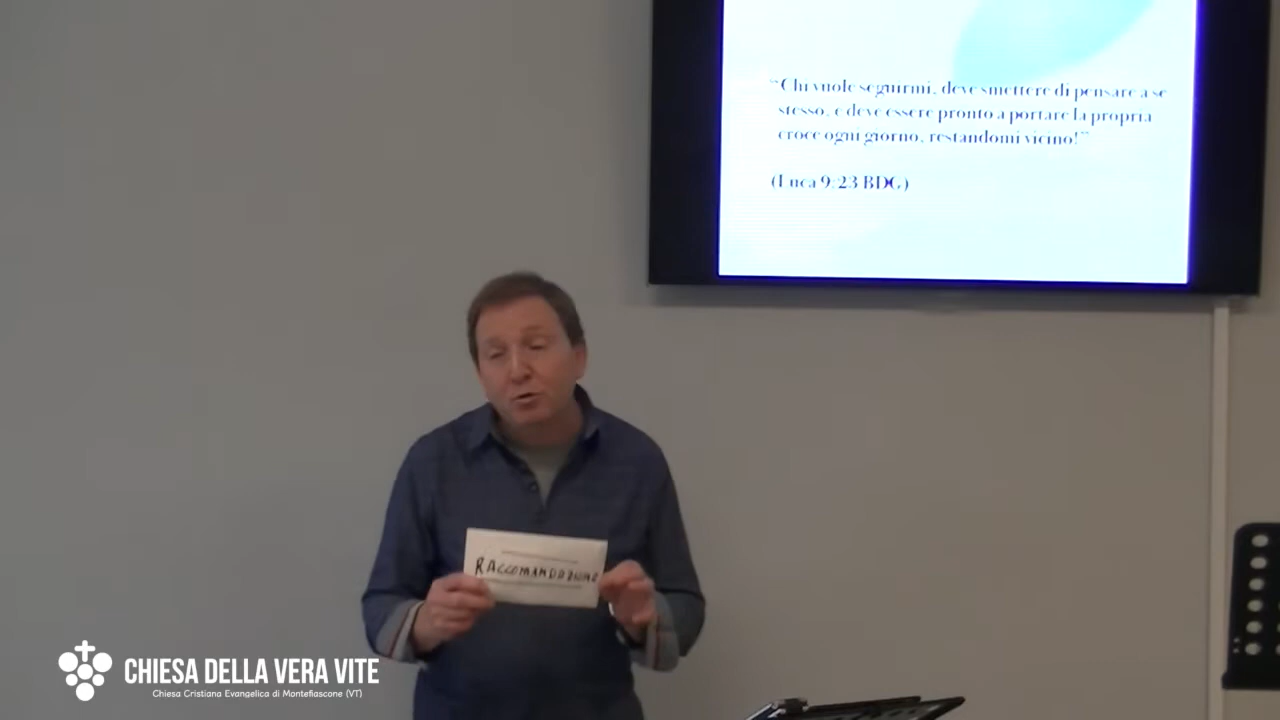 “Chi vuole seguirmi, deve smettere di pensare a se
stesso, e deve essere pronto a portare la propria
croce ogni giorno, restandomi vicino!”
(Luca 9:23 BDG)
RACCOMANDAZIONE
CHIESA DELLA VERA VITE
Chiesa Cristiana Evangelica di Montefiascone (VT)